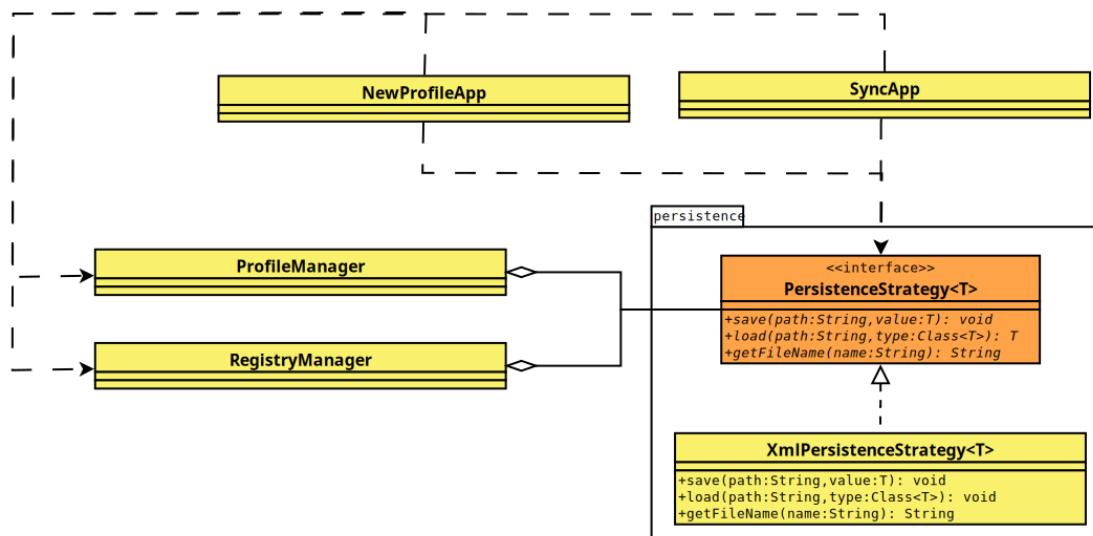 NewProfileApp
SyncApp
persistence
ProfileManager
<<interface>>
PersistenceStrategy<T>
+save(path:String,value:T): void
+load(path:String,type:Class<T>): T
+getFileName(name:String): String
RegistryManager
XmlPersistenceStrategy<T>
+save(path:String,value:T): void
+load(path:String,type:Class<T>): void
+getFileName(name:String): String